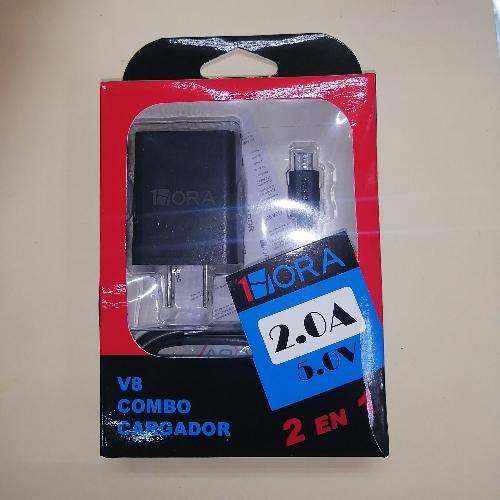 1HORA
1HORA
2.0A
5.0V
V8
COMBO
CARGADOR
2 EN 1